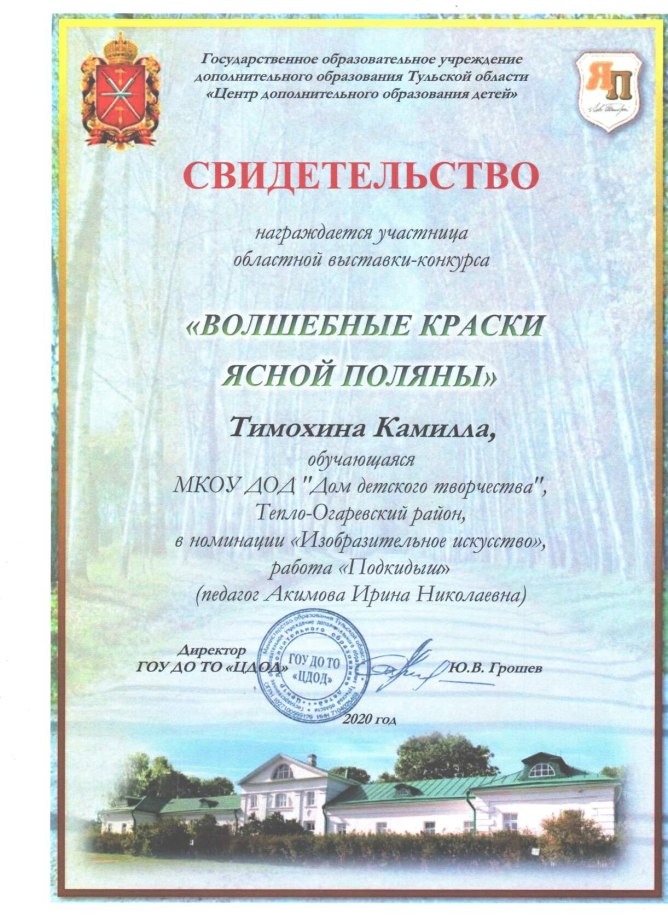 Государственное образовательное учреждение
дополнительного образования Тульской области
«Центр дополнительного образования детей»
ЯП
СВИДЕТЕЛЬСТВО
награждается участница
областной выставки-конкурса
«ВОЛШЕБНЫЕ КРАСКИ
ЯСНОЙ ПОЛЯНЫ»
Тимохина Камилла,
обучающаяся
МКОУ ДОД "Дом детского творчества",
Тепло-Огаревский район,
в номинации «Изобразительное искусство»,
работа «Подкидыш»
(педагог Акимова Ирина Николаевна)
Директор
ГОУ ДО ТО «ЦДОД»
Ю.В. Грошев
ГОУ ДО ТО
«ЦДОД»
2020 год